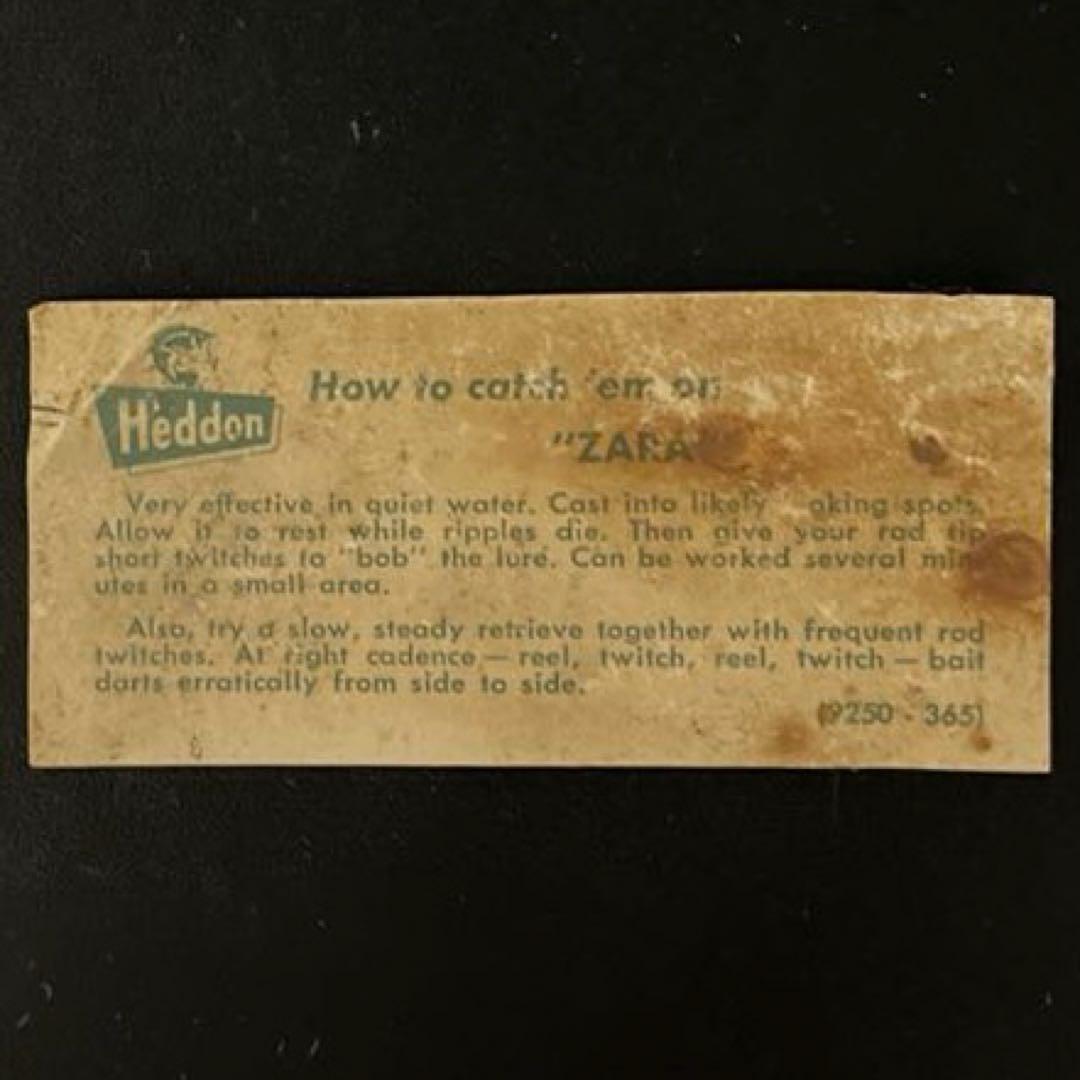 Heddon
How to catch 'em on
"ZARA
Very effective in quiet water. Cast into likely oking spots.
Allow it to rest while ripples die. Then give your rod tip
short twitches to "bob" the lure. Can be worked several min
utes in a small area.
Also, try a slow, steady retrieve together with frequent rod
twitches. At right cadence — reel, twitch, reel, twitch — bait
darts erratically from side to side.
(9250 - 365)